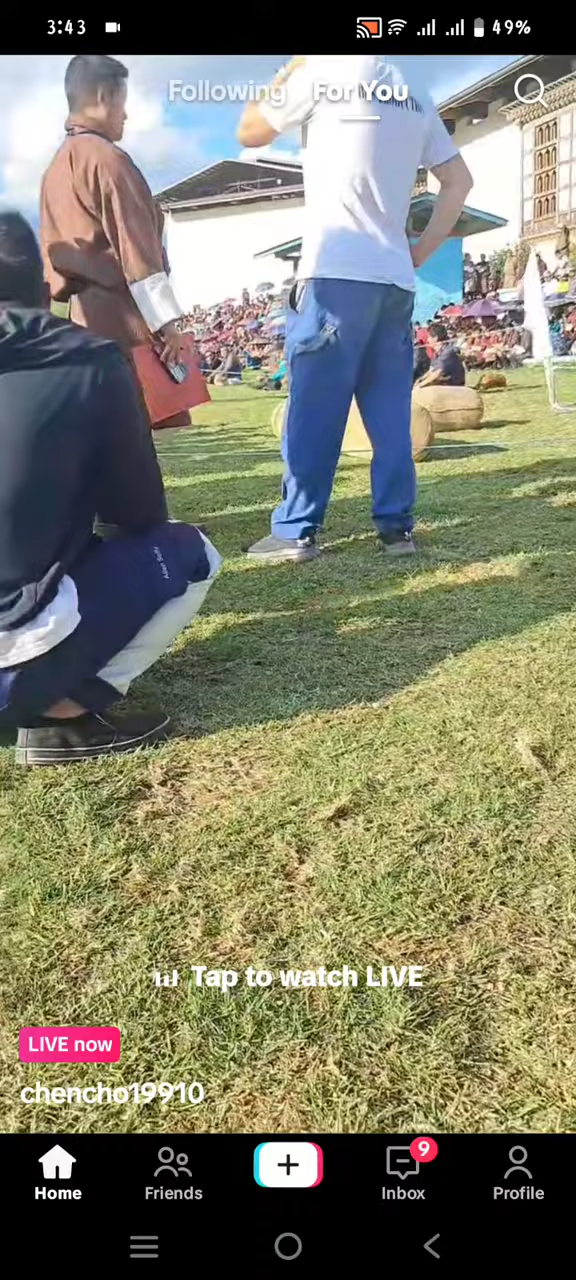 3:43
49%
Following For You
Tap to watch LIVE
LIVE now
chencho19910
9
Home Friends Inbox Profile